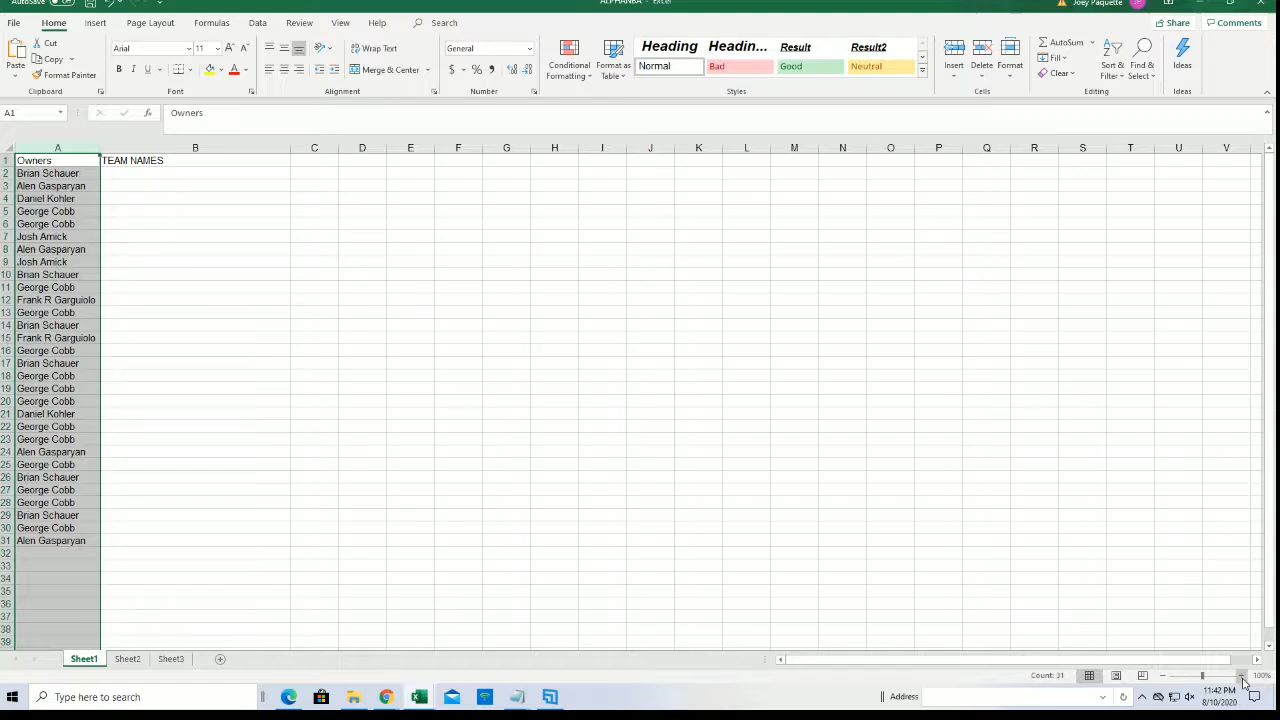 AutoSave Off
ALPHANBA - Excel
Joey Paquette
JP
File Home Insert Page Layout Formulas Data Review View Help Search
Share Comments
Paste
Cut
Copy
Format Painter
Arial 11
B I U
Wrap Text
Merge & Center
General
$ % ,
Conditional Formatting
Format as Table
Heading Headin... Result Result2
Normal Bad Good Neutral
Insert Delete Format
AutoSum
Fill
Clear
Sort & Filter
Find & Select
Ideas
Clipboard Font Alignment Number Styles Cells Editing Ideas
A1 fx Owners
A B C D E F G H I J K L M N O P Q R S T U V
1 Owners TEAM NAMES
2 Brian Schauer
3 Alen Gasparyan
4 Daniel Kohler
5 George Cobb
6 George Cobb
7 Josh Amick
8 Alen Gasparyan
9 Josh Amick
10 Brian Schauer
11 George Cobb
12 Frank R Garguiolo
13 George Cobb
14 Brian Schauer
15 Frank R Garguiolo
16 George Cobb
17 Brian Schauer
18 George Cobb
19 George Cobb
20 George Cobb
21 Daniel Kohler
22 George Cobb
23 George Cobb
24 Alen Gasparyan
25 George Cobb
26 Brian Schauer
27 George Cobb
28 George Cobb
29 Brian Schauer
30 George Cobb
31 Alen Gasparyan
32
33
34
35
36
37
38
39
Sheet1 Sheet2 Sheet3
Count: 31 100%
Type here to search
Address
11:42 PM
8/10/2020